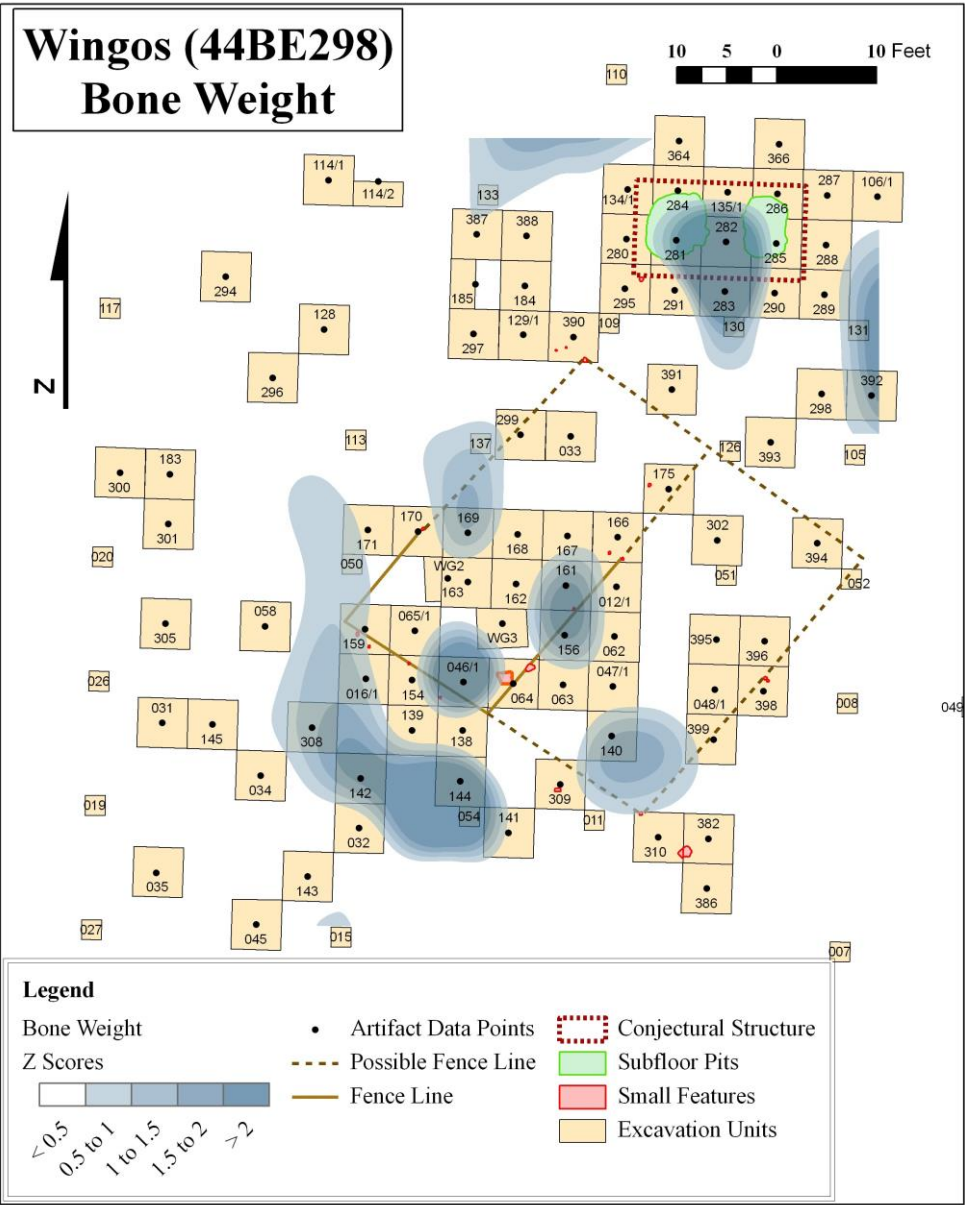 Wingos (44BE298)
Bone Weight
10 5 0 10 Feet
110
364 366
114/1
114/2
134/1 284 135/1 286 287 106/1
133
387 388
280 281 282 285 288
294
185 184
295 291 283 290 289
117
128
297 129/1 390 109
130 131
296
391
298 392
Z
299 033
113 137
126 393 105
300 183
175
301
171 170 169 168 167 166
302 394
020
050
WG2
163 162 161 012/1
051 052
305 058
159 065/1 WG3 156 062
395 396
026
016/1 154 046/1 064 063 047/1
048/1 398
008 049
031 145
308 139 138 140
399
034
142 144 309
019
054 141 011
032
310 382
035
143
386
045
027 015
007
Legend
Bone Weight
Z Scores
< 0.5
0.5 to 1
1 to 1.5
1.5 to 2
> 2
Artifact Data Points
Possible Fence Line
Fence Line
Conjectural Structure
Subfloor Pits
Small Features
Excavation Units